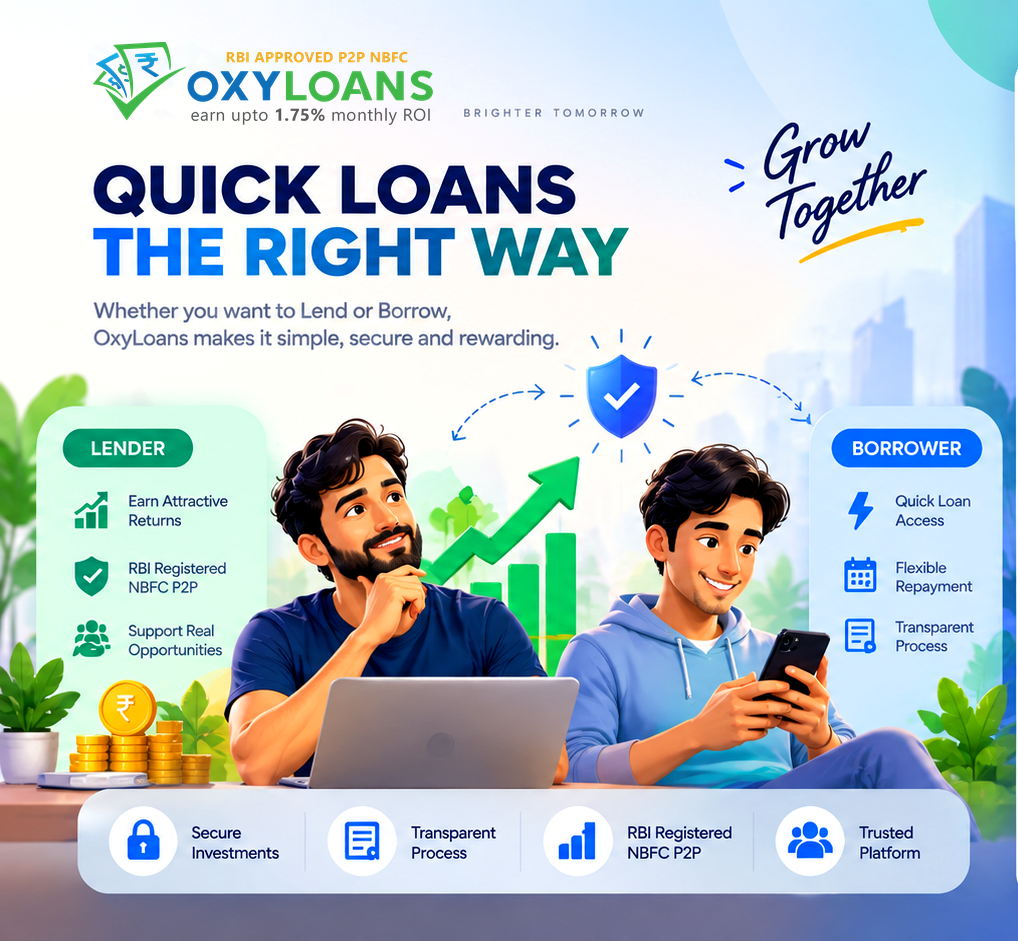 RBI APPROVED P2P NBFC
OXYLOANS
earn upto 1.75% monthly ROI
BRIGHTER TOMORROW
Grow
Together
QUICK LOANS
THE RIGHT WAY
Whether you want to Lend or Borrow,
OxyLoans makes it simple, secure and rewarding.
LENDER
Earn Attractive
Returns
RBI Registered
NBFC P2P
Support Real
Opportunities
BORROWER
Quick Loan
Access
Flexible
Repayment
Transparent
Process
₹
Secure
Investments
Transparent
Process
RBI Registered
NBFC P2P
Trusted
Platform